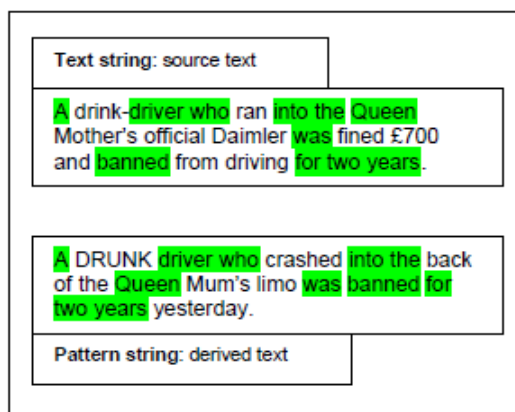 Text string: source text
A drink-driver who ran into the Queen
Mother's official Daimler was fined £700
and banned from driving for two years.
A DRUNK driver who crashed into the back
of the Queen Mum's limo was banned for
two years yesterday.
Pattern string: derived text